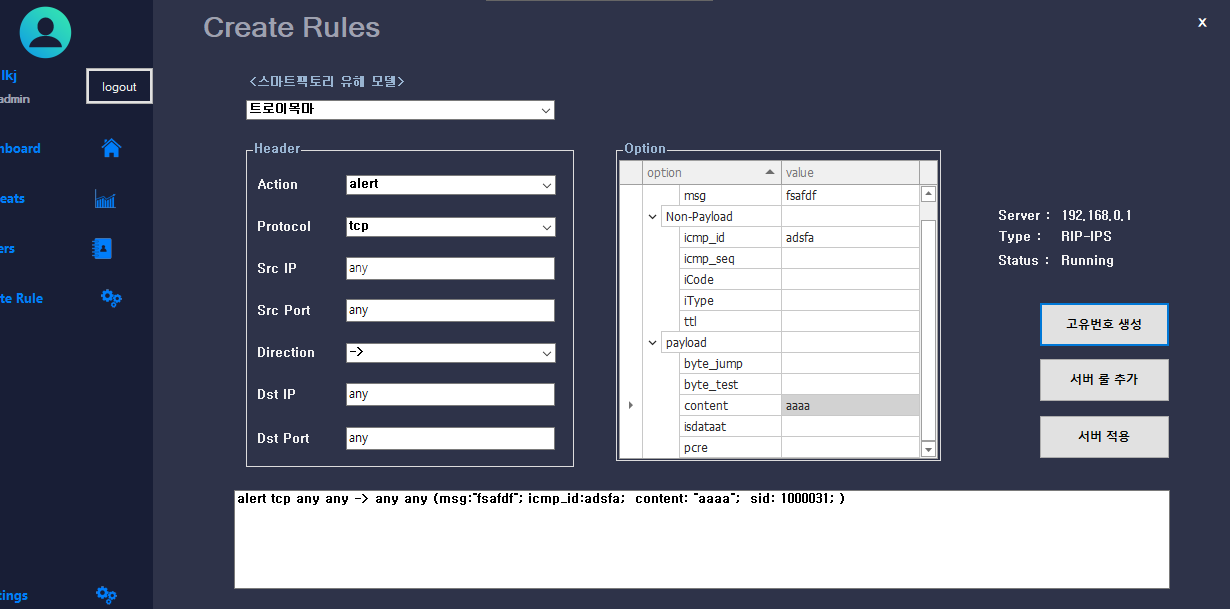 Create Rules
x
lkj
logout
admin
<스마트팩토리 유해 모델>
트로이목마
hboard
eats
ers
te Rule
tings
Header
Action alert
Protocol tcp
Src IP any
Src Port any
Direction ->
Dst IP any
Dst Port any
Option
option value
msg fsafdf
Non-Payload
icmp_id adsfa
icmp_seq
iCode
iType
ttl
payload
byte_jump
byte_test
content aaaa
isdataat
pcre
Server : 192.168.0.1
Type : RIP-IPS
Status : Running
고유번호 생성
서버 룰 추가
서버 적용
alert tcp any any -> any any (msg:"fsafdf"; icmp_id:adsfa;  content: "aaaa";  sid: 1000031; )